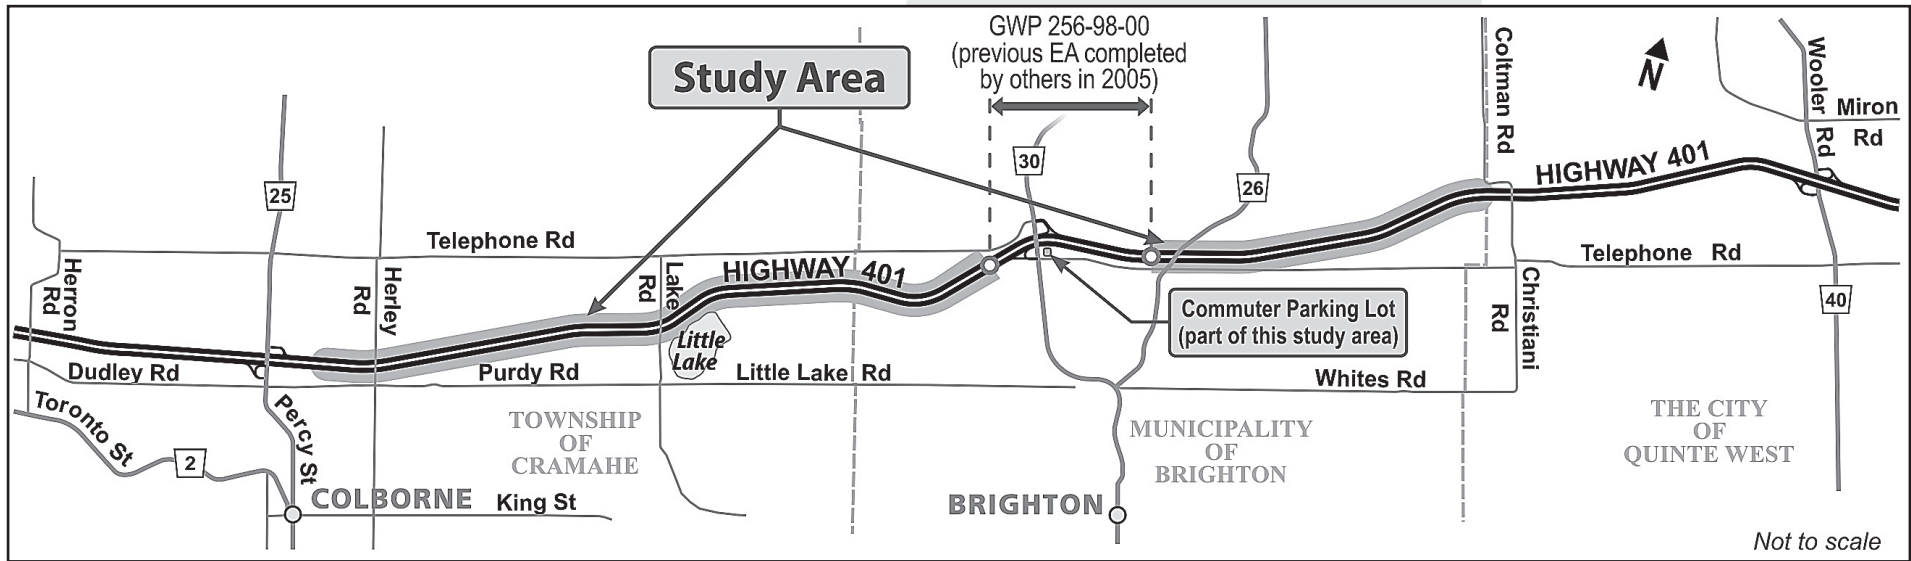 GWP 256-98-00
(previous EA completed
by others in 2005)
Study Area
Coltman Rd
N
Wooler Rd
Miron
Rd
30
HIGHWAY 401
25
26
Telephone Rd
Telephone Rd
Herron
Rd
Herley
Rd
Lake
Rd
HIGHWAY 401
Christiani
Rd
40
Commuter Parking Lot
(part of this study area)
Little
Lake
Dudley Rd
Purdy Rd
Little Lake Rd
Whites Rd
Toronto St
Percy St
2
TOWNSHIP
OF
CRAMAHE
MUNICIPALITY
OF
BRIGHTON
THE CITY
OF
QUINTE WEST
COLBORNE
King St
BRIGHTON
Not to scale